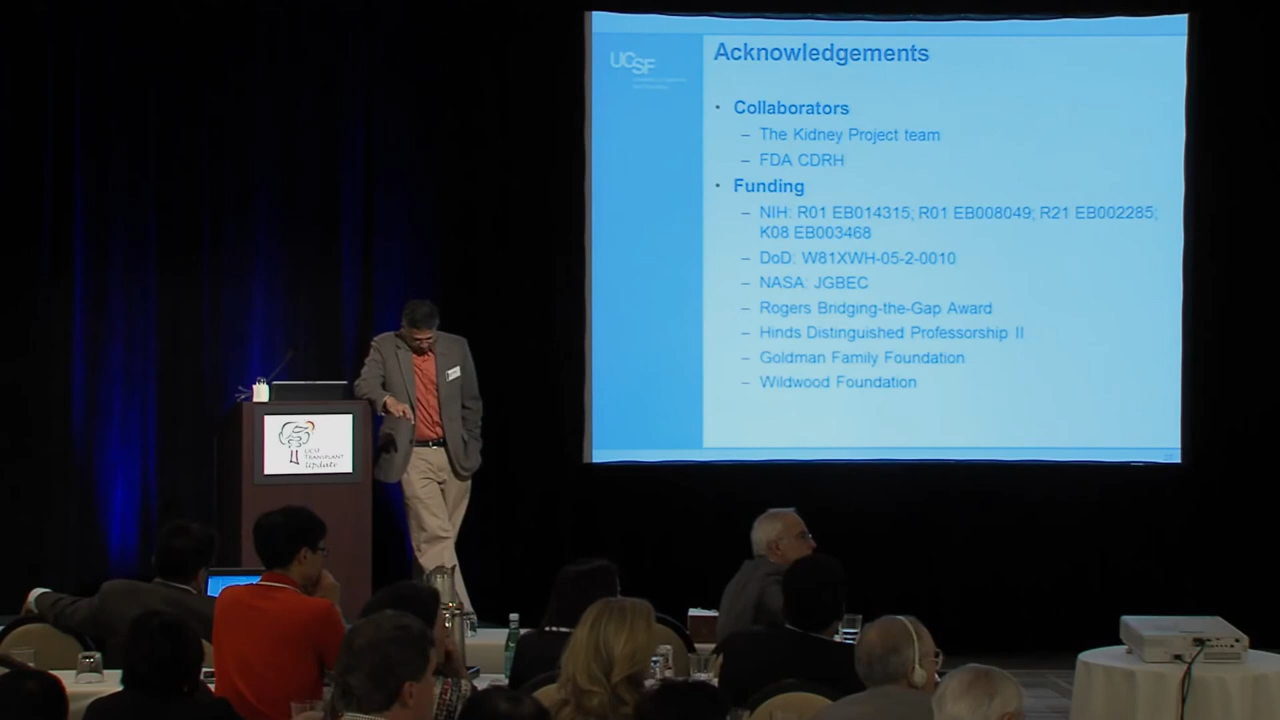 UCSF
Acknowledgements
• Collaborators
– The Kidney Project team
– FDA CDRH
• Funding
– NIH: R01 EB014315; R01 EB008049; R21 EB002285;
K08 EB003468
– DoD: W81XWH-05-2-0010
– NASA: JGBEC
– Rogers Bridging-the-Gap Award
– Hinds Distinguished Professorship II
– Goldman Family Foundation
– Wildwood Foundation
UCSF
TRANSPLANT
Update